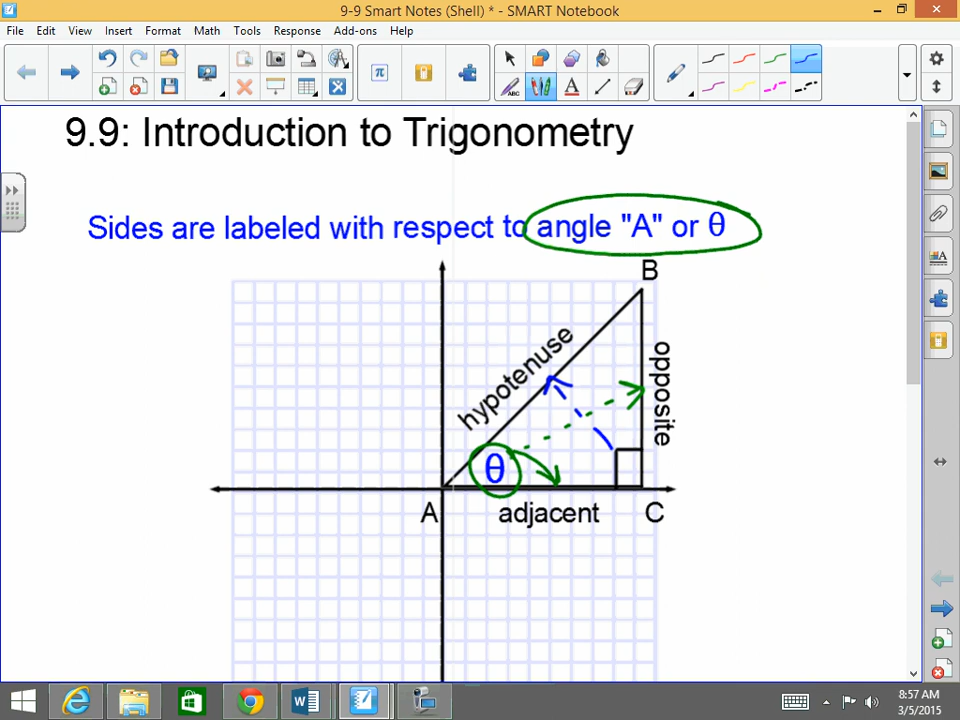 9-9 Smart Notes (Shell) * - SMART Notebook
File Edit View Insert Format Math Tools Response Add-ons Help
9.9: Introduction to Trigonometry
Sides are labeled with respect to angle "A" or θ
B
hypotenuse
opposite
θ
A adjacent C
8:57 AM
3/5/2015